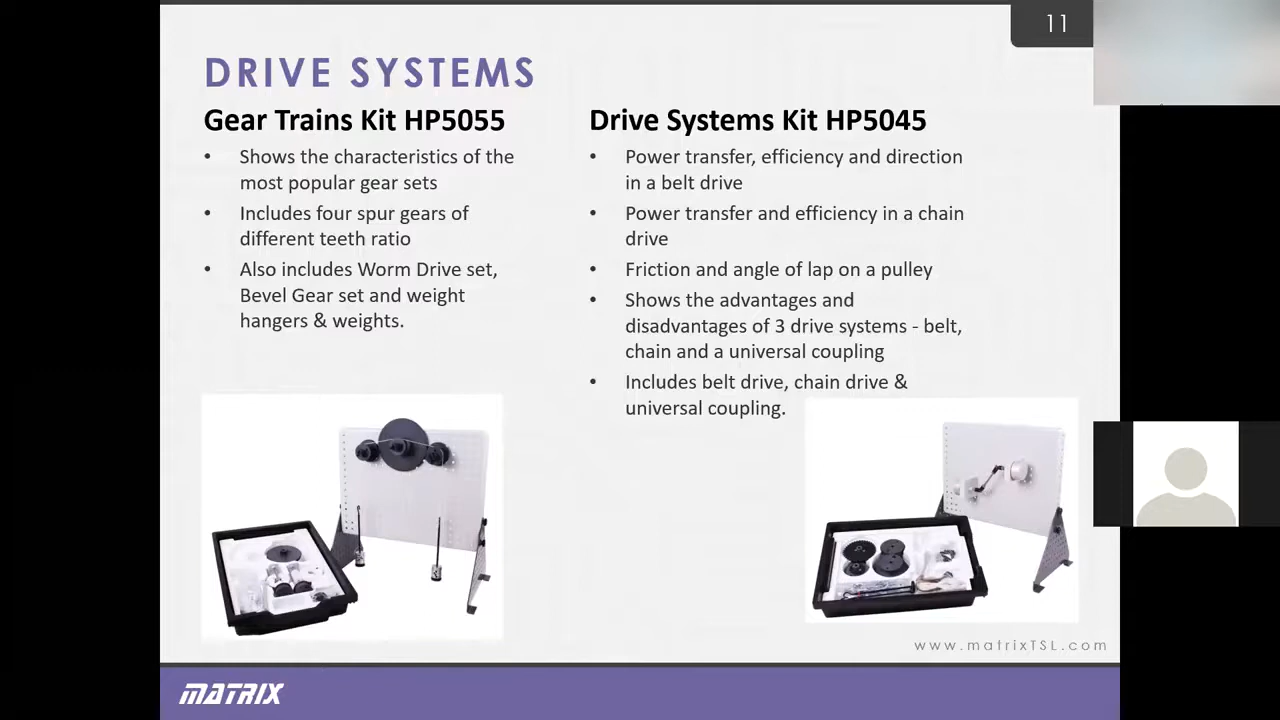 11
DRIVE SYSTEMS
Gear Trains Kit HP5055
• Shows the characteristics of the
most popular gear sets
• Includes four spur gears of
different teeth ratio
• Also includes Worm Drive set,
Bevel Gear set and weight
hangers & weights.
Drive Systems Kit HP5045
• Power transfer, efficiency and direction
in a belt drive
• Power transfer and efficiency in a chain
drive
• Friction and angle of lap on a pulley
• Shows the advantages and
disadvantages of 3 drive systems - belt,
chain and a universal coupling
• Includes belt drive, chain drive &
universal coupling.
www.matrixTSL.com
MATRIX